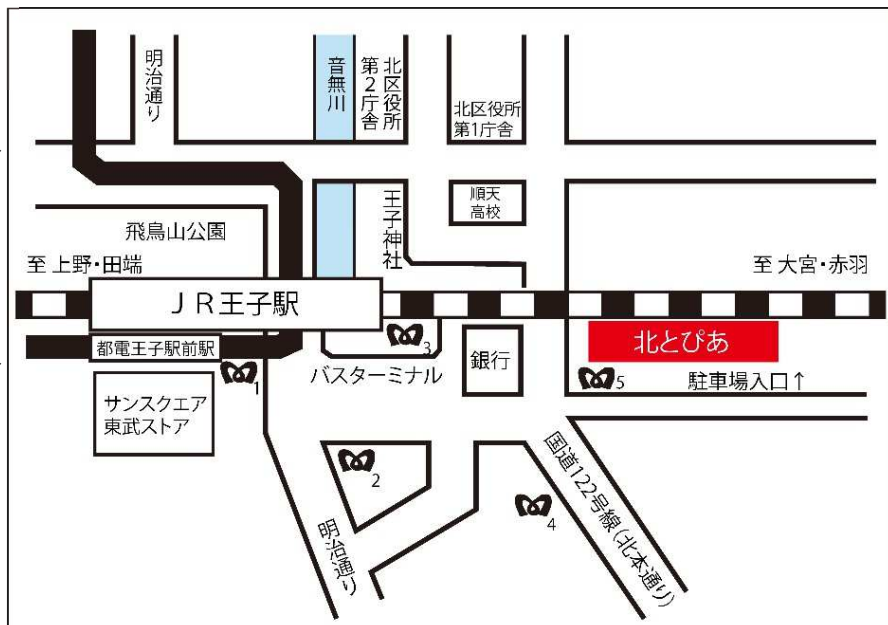 明治通り
音無川
北区役所
第2庁舎
北区役所
第1庁舎
順天
高校
王子神社
飛鳥山公園
至 上野・田端
至 大宮・赤羽
JR王子駅
北とぴあ
都電王子駅前駅
3
銀行
バスターミナル
1
5
駐車場入口↑
サンスクエア
東武ストア
2
4
国道122号線(北本通り)
明治通り